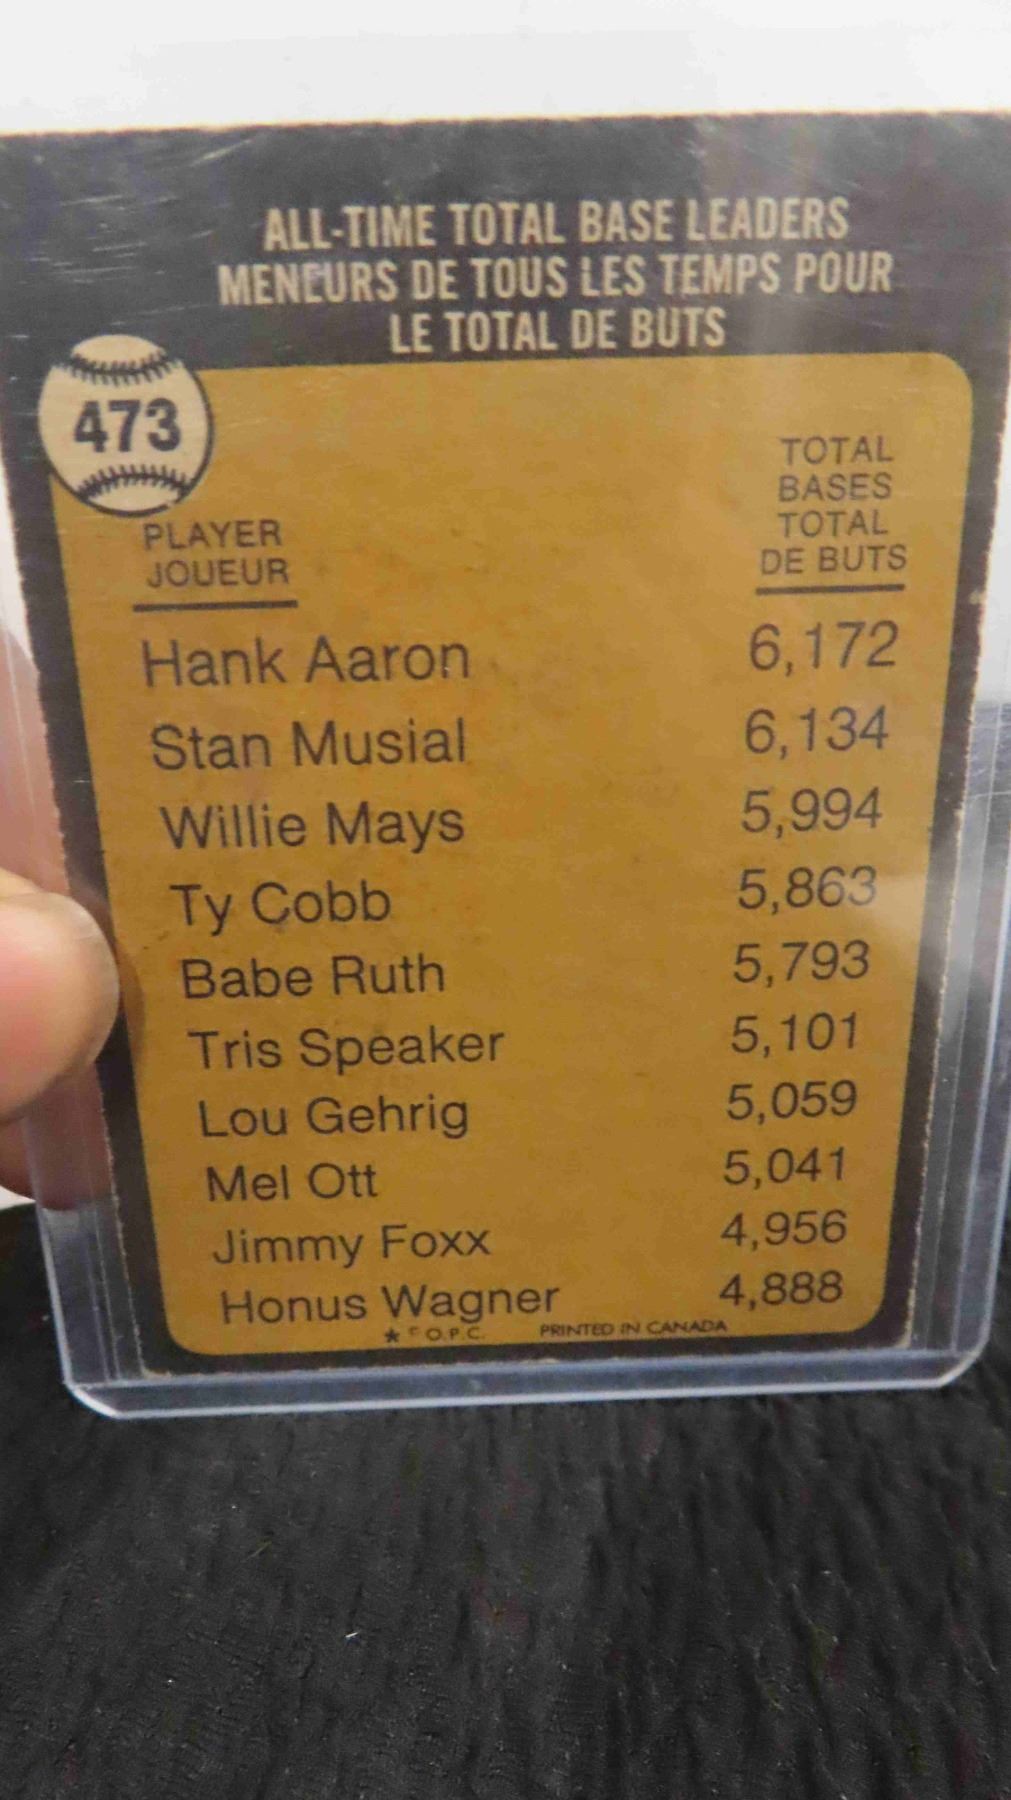 ALL-TIME TOTAL BASE LEADERS
MENEURS DE TOUS LES TEMPS POUR
LE TOTAL DE BUTS
473
PLAYER
JOUEUR
TOTAL
BASES
TOTAL
DE BUTS
Hank Aaron 6,172
Stan Musial 6,134
Willie Mays 5,994
Ty Cobb 5,863
Babe Ruth 5,793
Tris Speaker 5,101
Lou Gehrig 5,059
Mel Ott 5,041
Jimmy Foxx 4,956
Honus Wagner 4,888
★ O.P.C. PRINTED IN CANADA